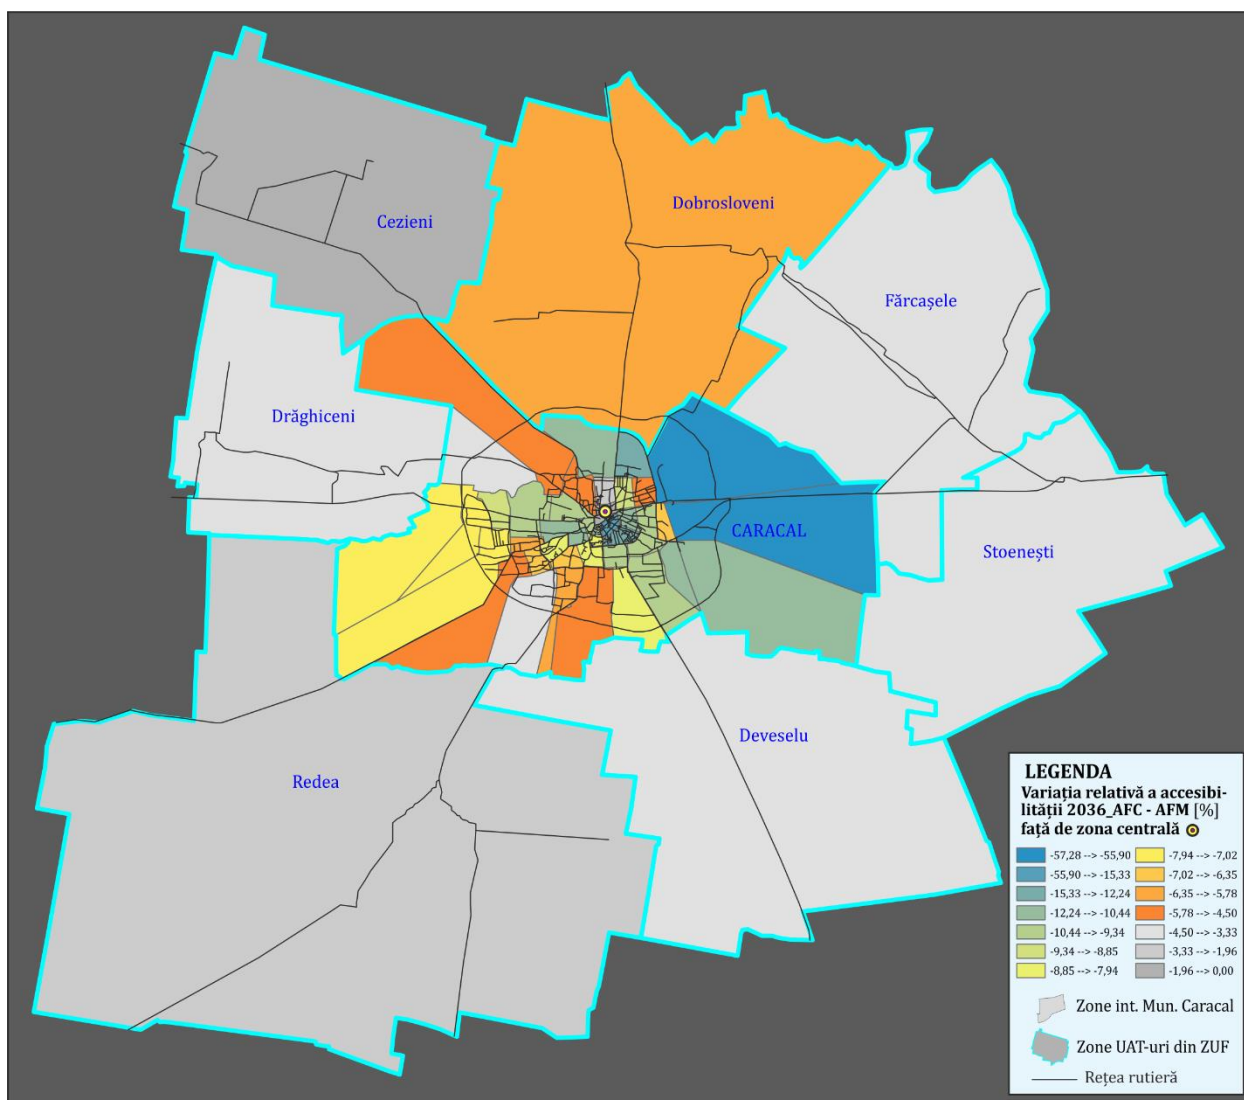 Dobrosloveni
Cezieni
Fărcașele
Drăghiceni
CARACAL
Stoenești
Deveselu
Redea
LEGENDA
Variația relativă a accesibi-
lității 2036_AFC - AFM [%]
față de zona centrală
-57,28 --> -55,90
-55,90 --> -15,33
-15,33 --> -12,24
-12,24 --> -10,44
-10,44 --> -9,34
-9,34 --> -8,85
-8,85 --> -7,94
-7,94 --> -7,02
-7,02 --> -6,35
-6,35 --> -5,78
-5,78 --> -4,50
-4,50 --> -3,33
-3,33 --> -1,96
-1,96 --> 0,00
Zone int. Mun. Caracal
Zone UAT-uri din ZUF
Rețea rutieră